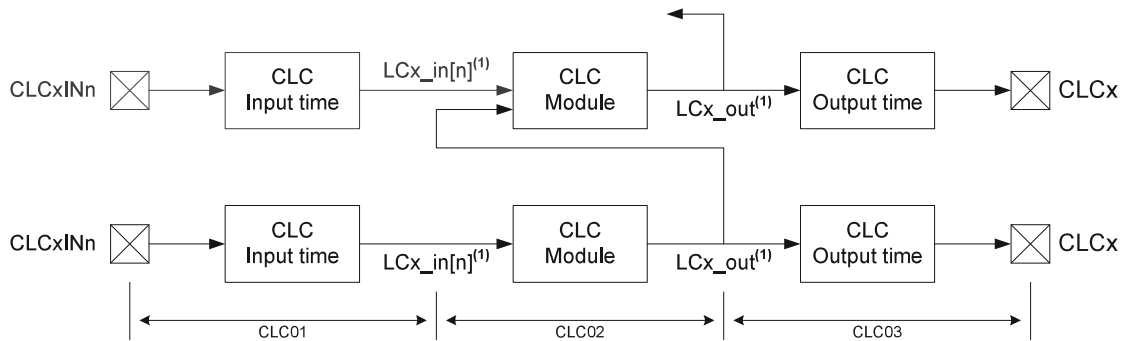 CLCxINn
CLC
Input time
LCx_in[n](1)
CLC
Module
LCx_out(1)
CLC
Output time
CLCx
CLCxINn
CLC
Input time
LCx_in[n](1)
CLC
Module
LCx_out(1)
CLC
Output time
CLCx
CLC01
CLC02
CLC03